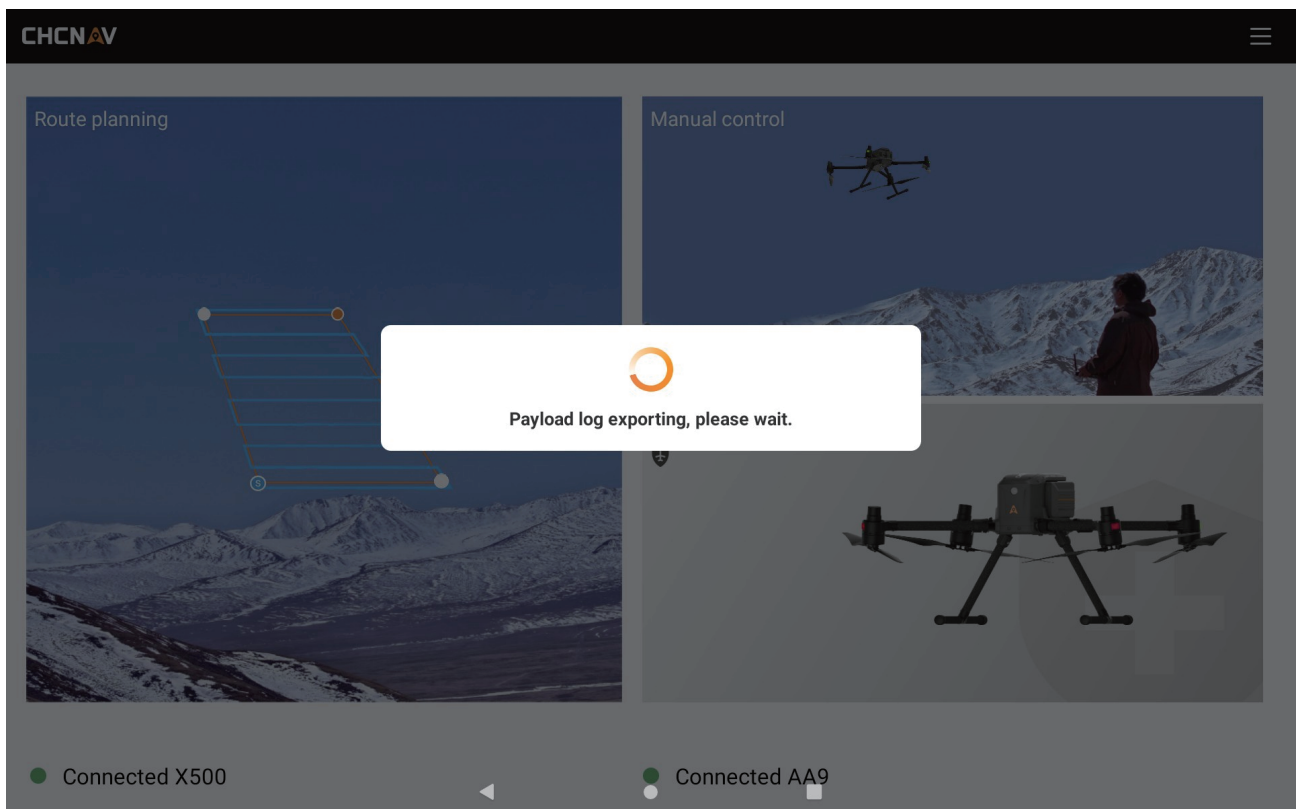 CHCNAV
Route planning
Manual control
S
Payload log exporting, please wait.
A
Connected X500
Connected AA9